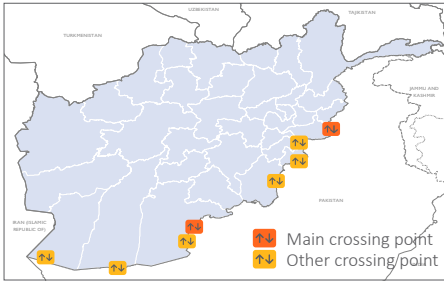 UZBEKISTAN
TAJIKISTAN
TURKMENISTAN
JAMMU AND
KASHMIR
PAKISTAN
IRAN (ISLAMIC
REPUBLIC OF)
Main crossing point
Other crossing point